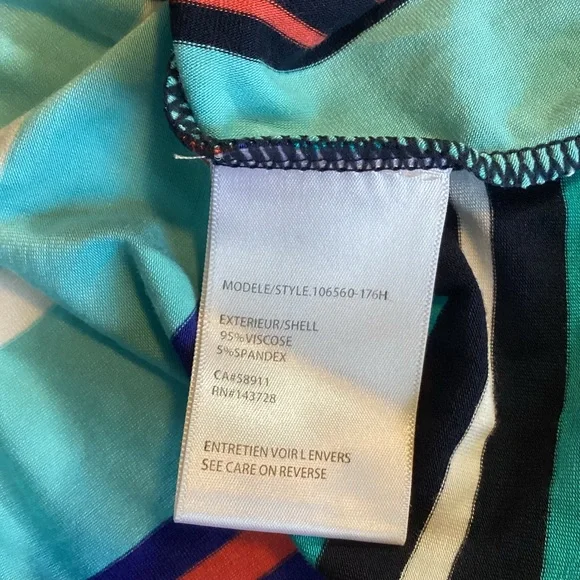 MODELE/STYLE.106560-176H
EXTERIEUR/SHELL
95%VISCOSE
5%SPANDEX
CA#58911
RN#143728
ENTRETIEN VOIR L ENVERS
SEE CARE ON REVERSE